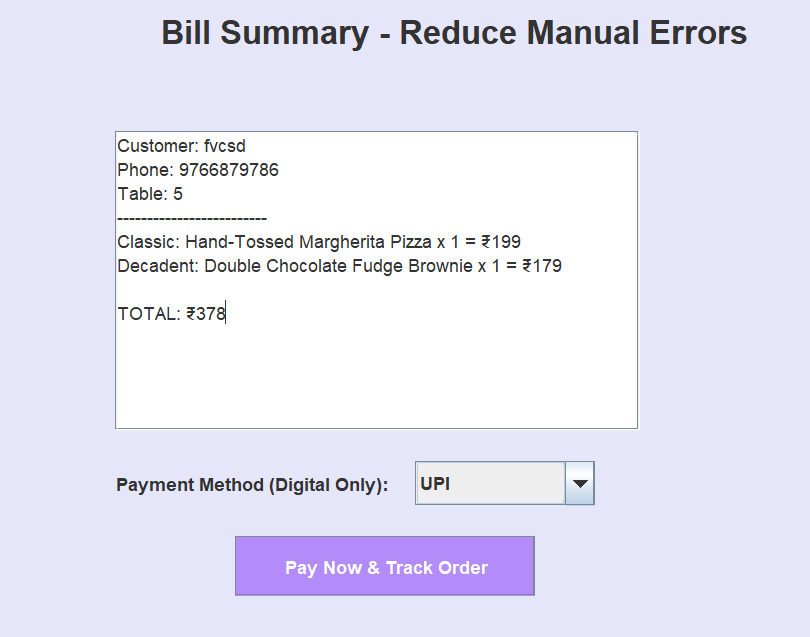 Bill Summary - Reduce Manual Errors
Customer: fvcsd
Phone: 9766879786
Table: 5
-------------------------
Classic: Hand-Tossed Margherita Pizza x 1 = ₹199
Decadent: Double Chocolate Fudge Brownie x 1 = ₹179
TOTAL: ₹378
Payment Method (Digital Only):
UPI
Pay Now & Track Order